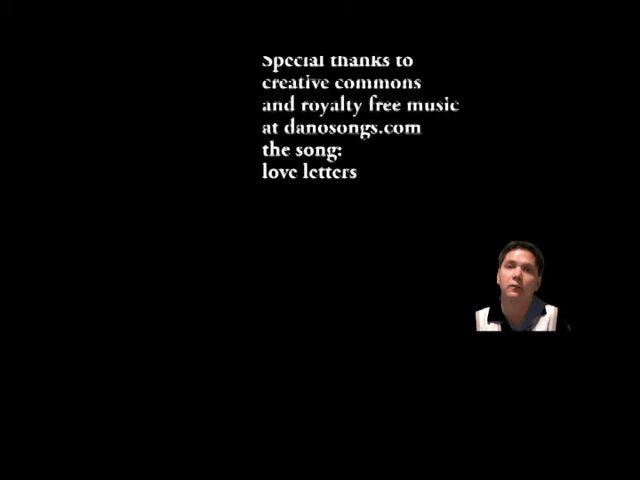 Special thanks to
creative commons
and royalty free music
at danosongs.com
the song:
love letters